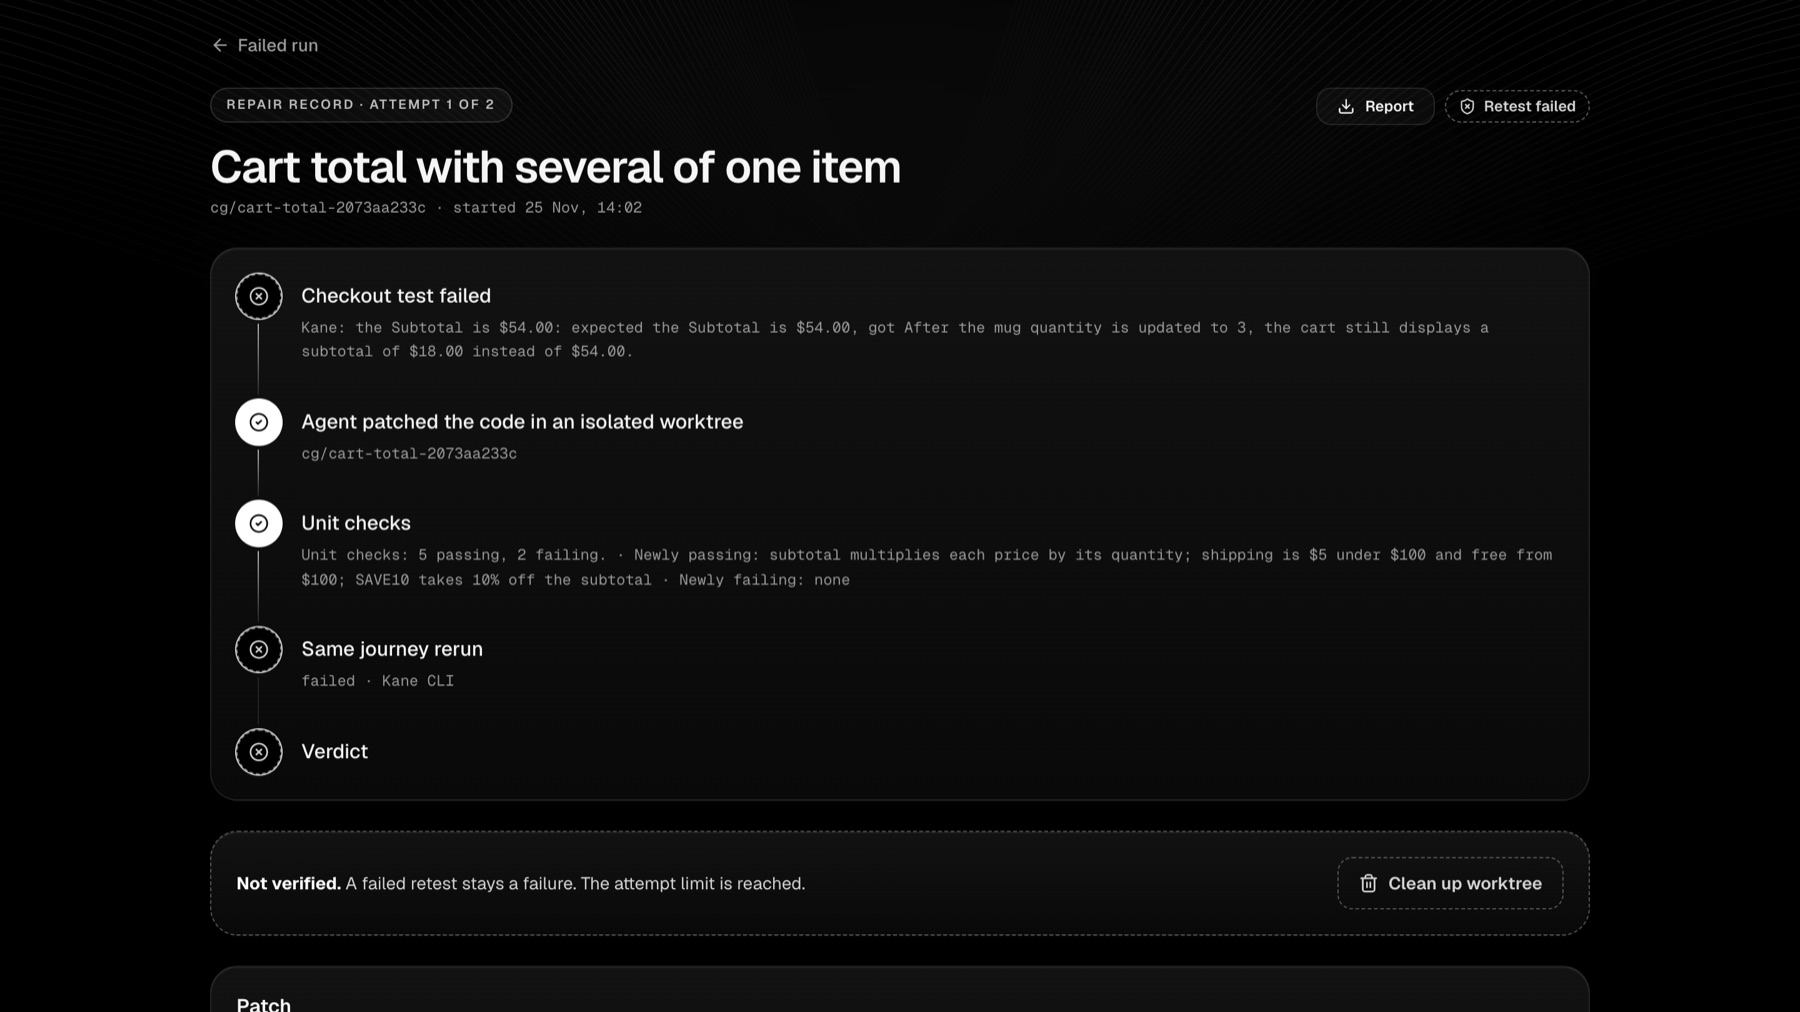 Failed run
REPAIR RECORD · ATTEMPT 1 OF 2
Report
Retest failed
Cart total with several of one item
cg/cart-total-2073aa233c · started 25 Nov, 14:02
Checkout test failed
Kane: the Subtotal is $54.00: expected the Subtotal is $54.00, got After the mug quantity is updated to 3, the cart still displays a
subtotal of $18.00 instead of $54.00.
Agent patched the code in an isolated worktree
cg/cart-total-2073aa233c
Unit checks
Unit checks: 5 passing, 2 failing. · Newly passing: subtotal multiplies each price by its quantity; shipping is $5 under $100 and free from
$100; SAVE10 takes 10% off the subtotal · Newly failing: none
Same journey rerun
failed · Kane CLI
Verdict
Not verified. A failed retest stays a failure. The attempt limit is reached.
Clean up worktree
Patch